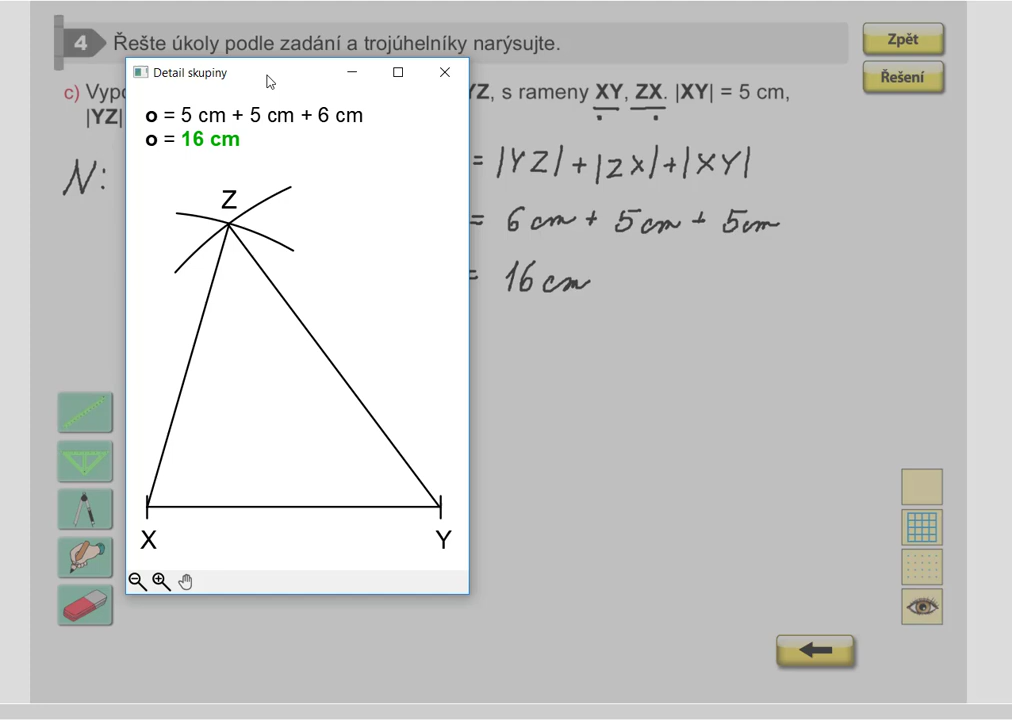 4 Řešte úkoly podle zadání a trojúhelníky narýsujte.
Zpět
Řešení
c) Vyp YZ, s rameny XY, ZX. |XY| = 5 cm,
|YZ|
Detail skupiny
o = 5 cm + 5 cm + 6 cm
o = 16 cm
N:
= |YZ| + |ZX| + |XY|
= 6 cm + 5 cm + 5 cm
= 16 cm
Z
X
Y